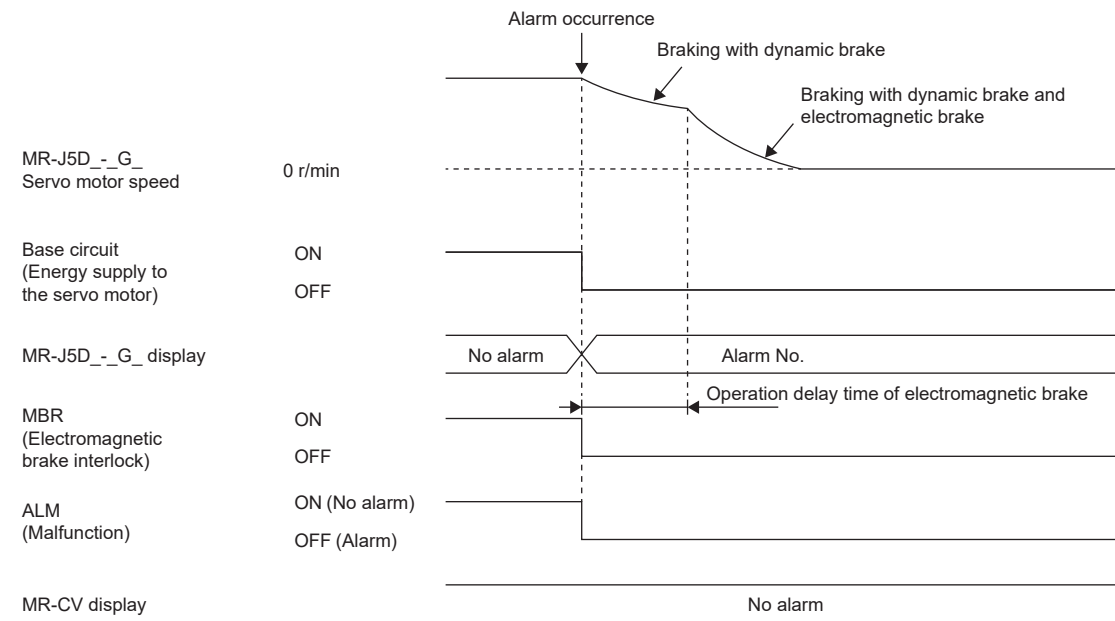 Alarm occurrence
Braking with dynamic brake
Braking with dynamic brake and
electromagnetic brake
MR-J5D_-_G_
Servo motor speed
0 r/min
Base circuit
(Energy supply to
the servo motor)
ON
OFF
MR-J5D_-_G_ display
No alarm
Alarm No.
Operation delay time of electromagnetic brake
MBR
(Electromagnetic
brake interlock)
ON
OFF
ALM
(Malfunction)
ON (No alarm)
OFF (Alarm)
MR-CV display
No alarm